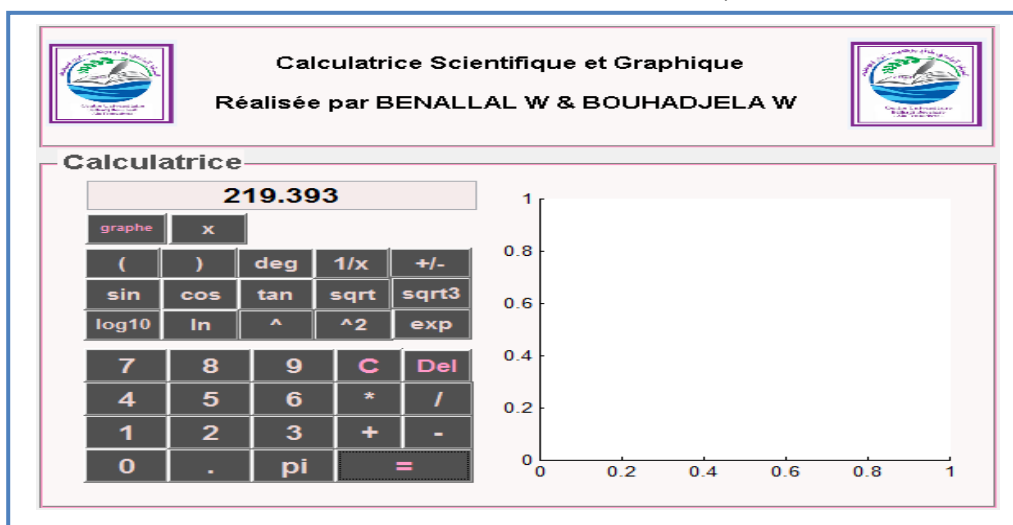 Calculatrice Scientifique et Graphique
Réalisée par BENALLAL W & BOUHADJELA W
Calculatrice
219.393
graphe x
( ) deg 1/x +/-
sin cos tan sqrt sqrt3
log10 ln ^ ^2 exp
7 8 9 C Del
4 5 6 * /
1 2 3 + -
0 . pi =
1
0.8
0.6
0.4
0.2
0
0 0.2 0.4 0.6 0.8 1